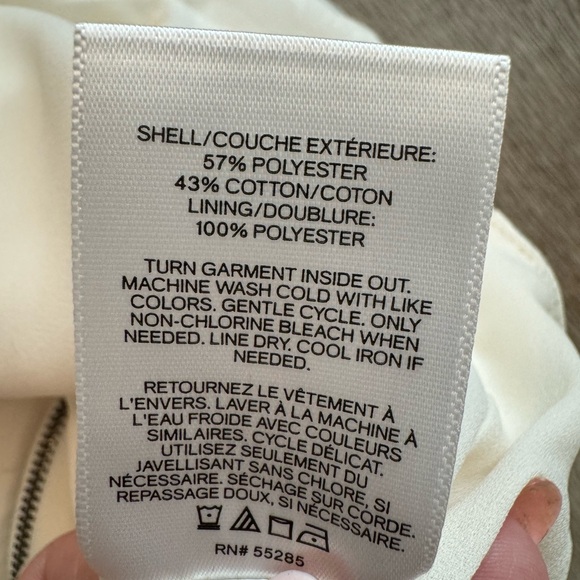 SHELL/COUCHE EXTÉRIEURE:
57% POLYESTER
43% COTTON/COTON
LINING/DOUBLURE:
100% POLYESTER
TURN GARMENT INSIDE OUT.
MACHINE WASH COLD WITH LIKE
COLORS. GENTLE CYCLE. ONLY
NON-CHLORINE BLEACH WHEN
NEEDED. LINE DRY. COOL IRON IF
NEEDED.
RETOURNEZ LE VÊTEMENT À
L'ENVERS. LAVER À LA MACHINE À
L'EAU FROIDE AVEC COULEURS
SIMILAIRES. CYCLE DÉLICAT.
UTILISEZ SEULEMENT DU
JAVELLISANT SANS CHLORE, SI
NÉCESSAIRE. SÉCHAGE SUR CORDE.
REPASSAGE DOUX, SI NÉCESSAIRE.
RN# 55285